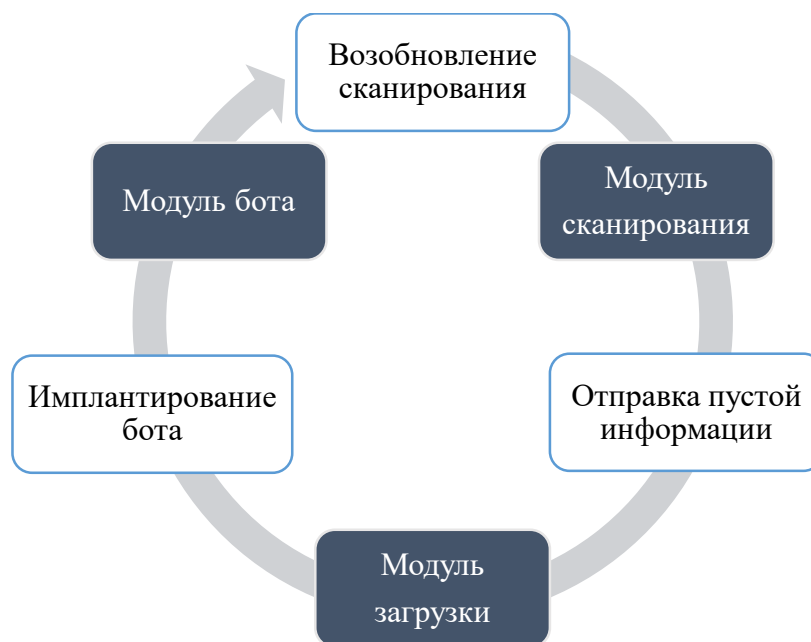 Возобновление
сканирования
Модуль
сканирования
Отправка пустой
информации
Модуль
загрузки
Имплантирование
бота
Модуль бота